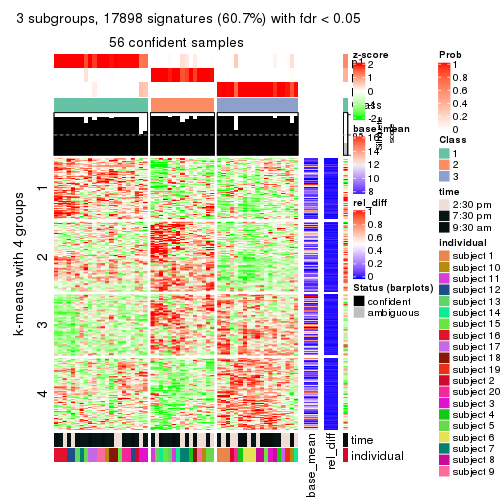 3 subgroups, 17898 signatures (60.7%) with fdr < 0.05
56 confident samples
k-means with 4 groups
1
2
3
4
z-score
2
1
0
-1
-2
base_mean
16
14
12
10
8
rel_diff
1
0.8
0.6
0.4
0.2
0
Status (barplots)
confident
ambiguous
Silhouette
score
time
individual
base_mean
rel_diff
Prob
1
0.8
0.6
0.4
0.2
0
Class
1
2
3
time
2:30 pm
7:30 pm
9:30 am
individual
subject 1
subject 10
subject 11
subject 12
subject 13
subject 14
subject 15
subject 16
subject 17
subject 18
subject 19
subject 2
subject 20
subject 3
subject 4
subject 5
subject 6
subject 7
subject 8
subject 9